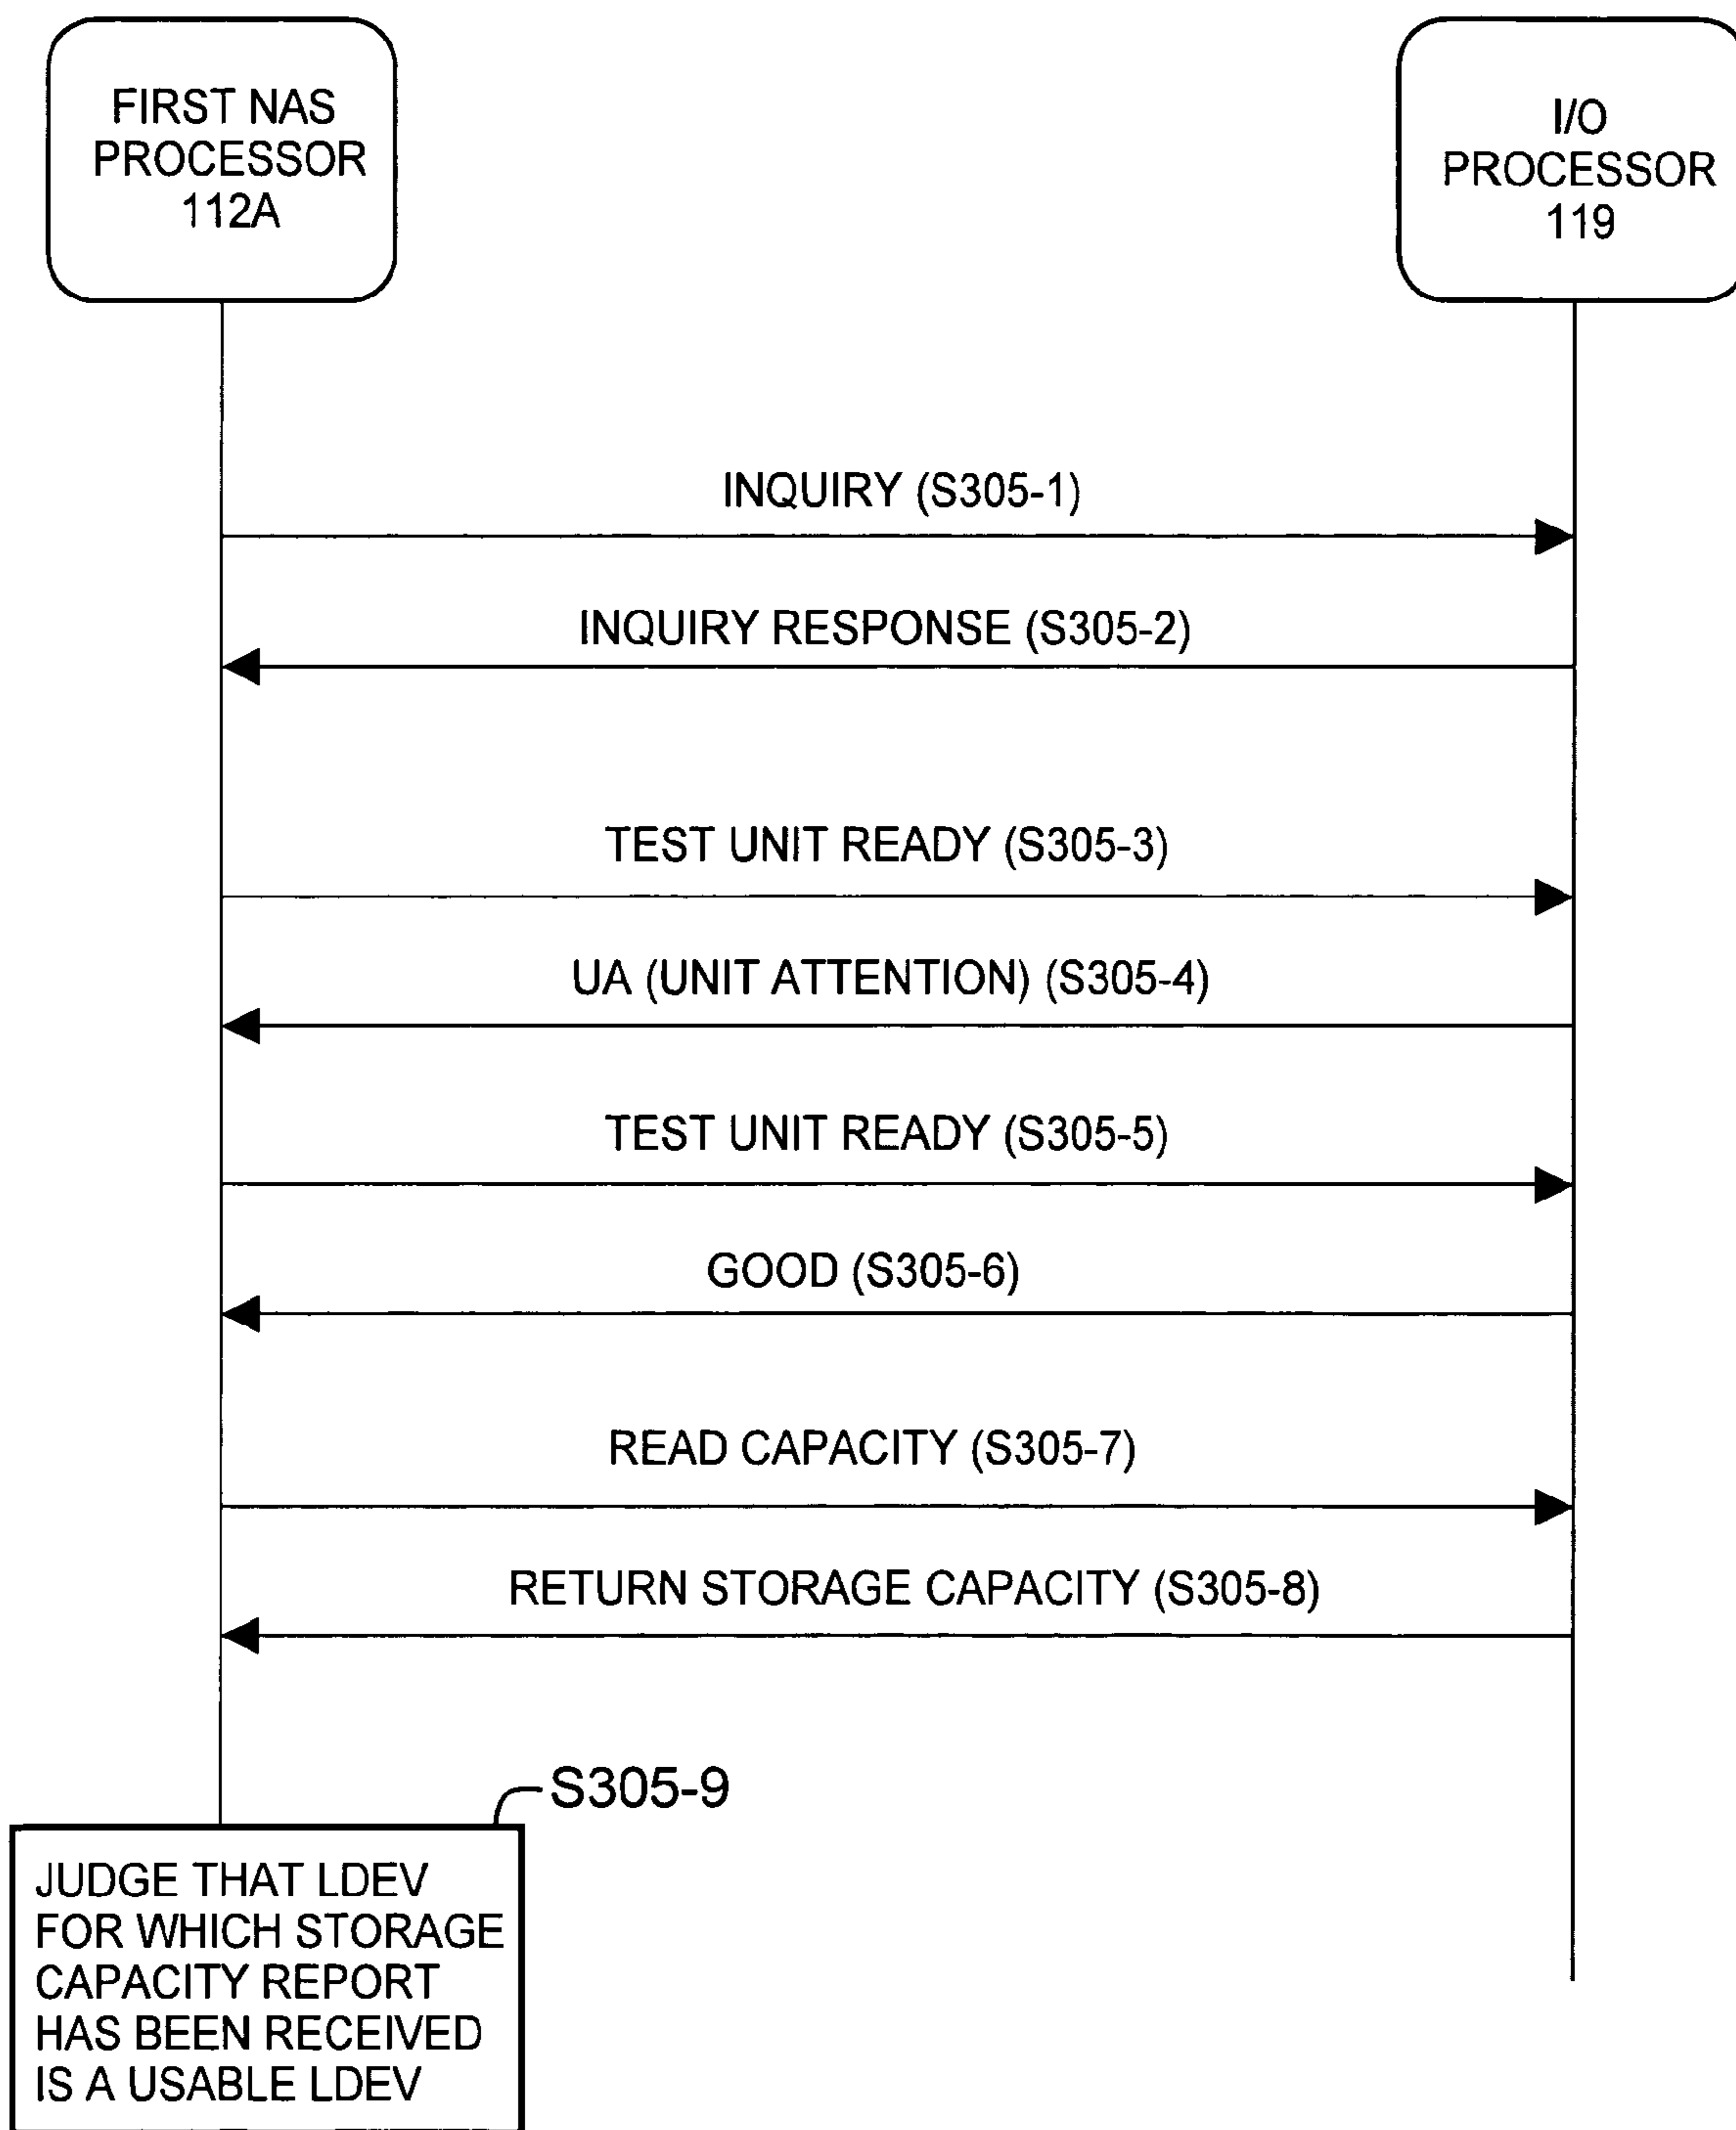 FIRST NAS
PROCESSOR
112A
I/O
PROCESSOR
119
INQUIRY (S305-1)
INQUIRY RESPONSE (S305-2)
TEST UNIT READY (S305-3)
UA (UNIT ATTENTION) (S305-4)
TEST UNIT READY (S305-5)
GOOD (S305-6)
READ CAPACITY (S305-7)
RETURN STORAGE CAPACITY (S305-8)
S305-9
JUDGE THAT LDEV
FOR WHICH STORAGE
CAPACITY REPORT
HAS BEEN RECEIVED
IS A USABLE LDEV